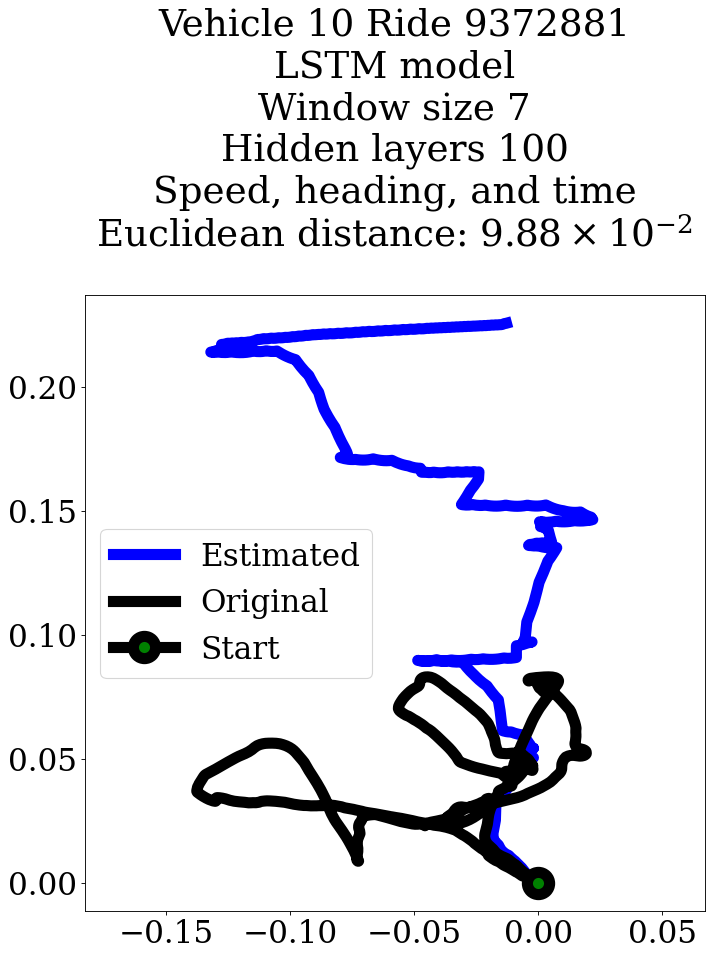 Vehicle 10 Ride 9372881
LSTM model
Window size 7
Hidden layers 100
Speed, heading, and time
Euclidean distance: 9.88 × 10⁻²
0.20
0.15
0.10
0.05
0.00
Estimated
Original
Start
−0.15 −0.10 −0.05 0.00 0.05